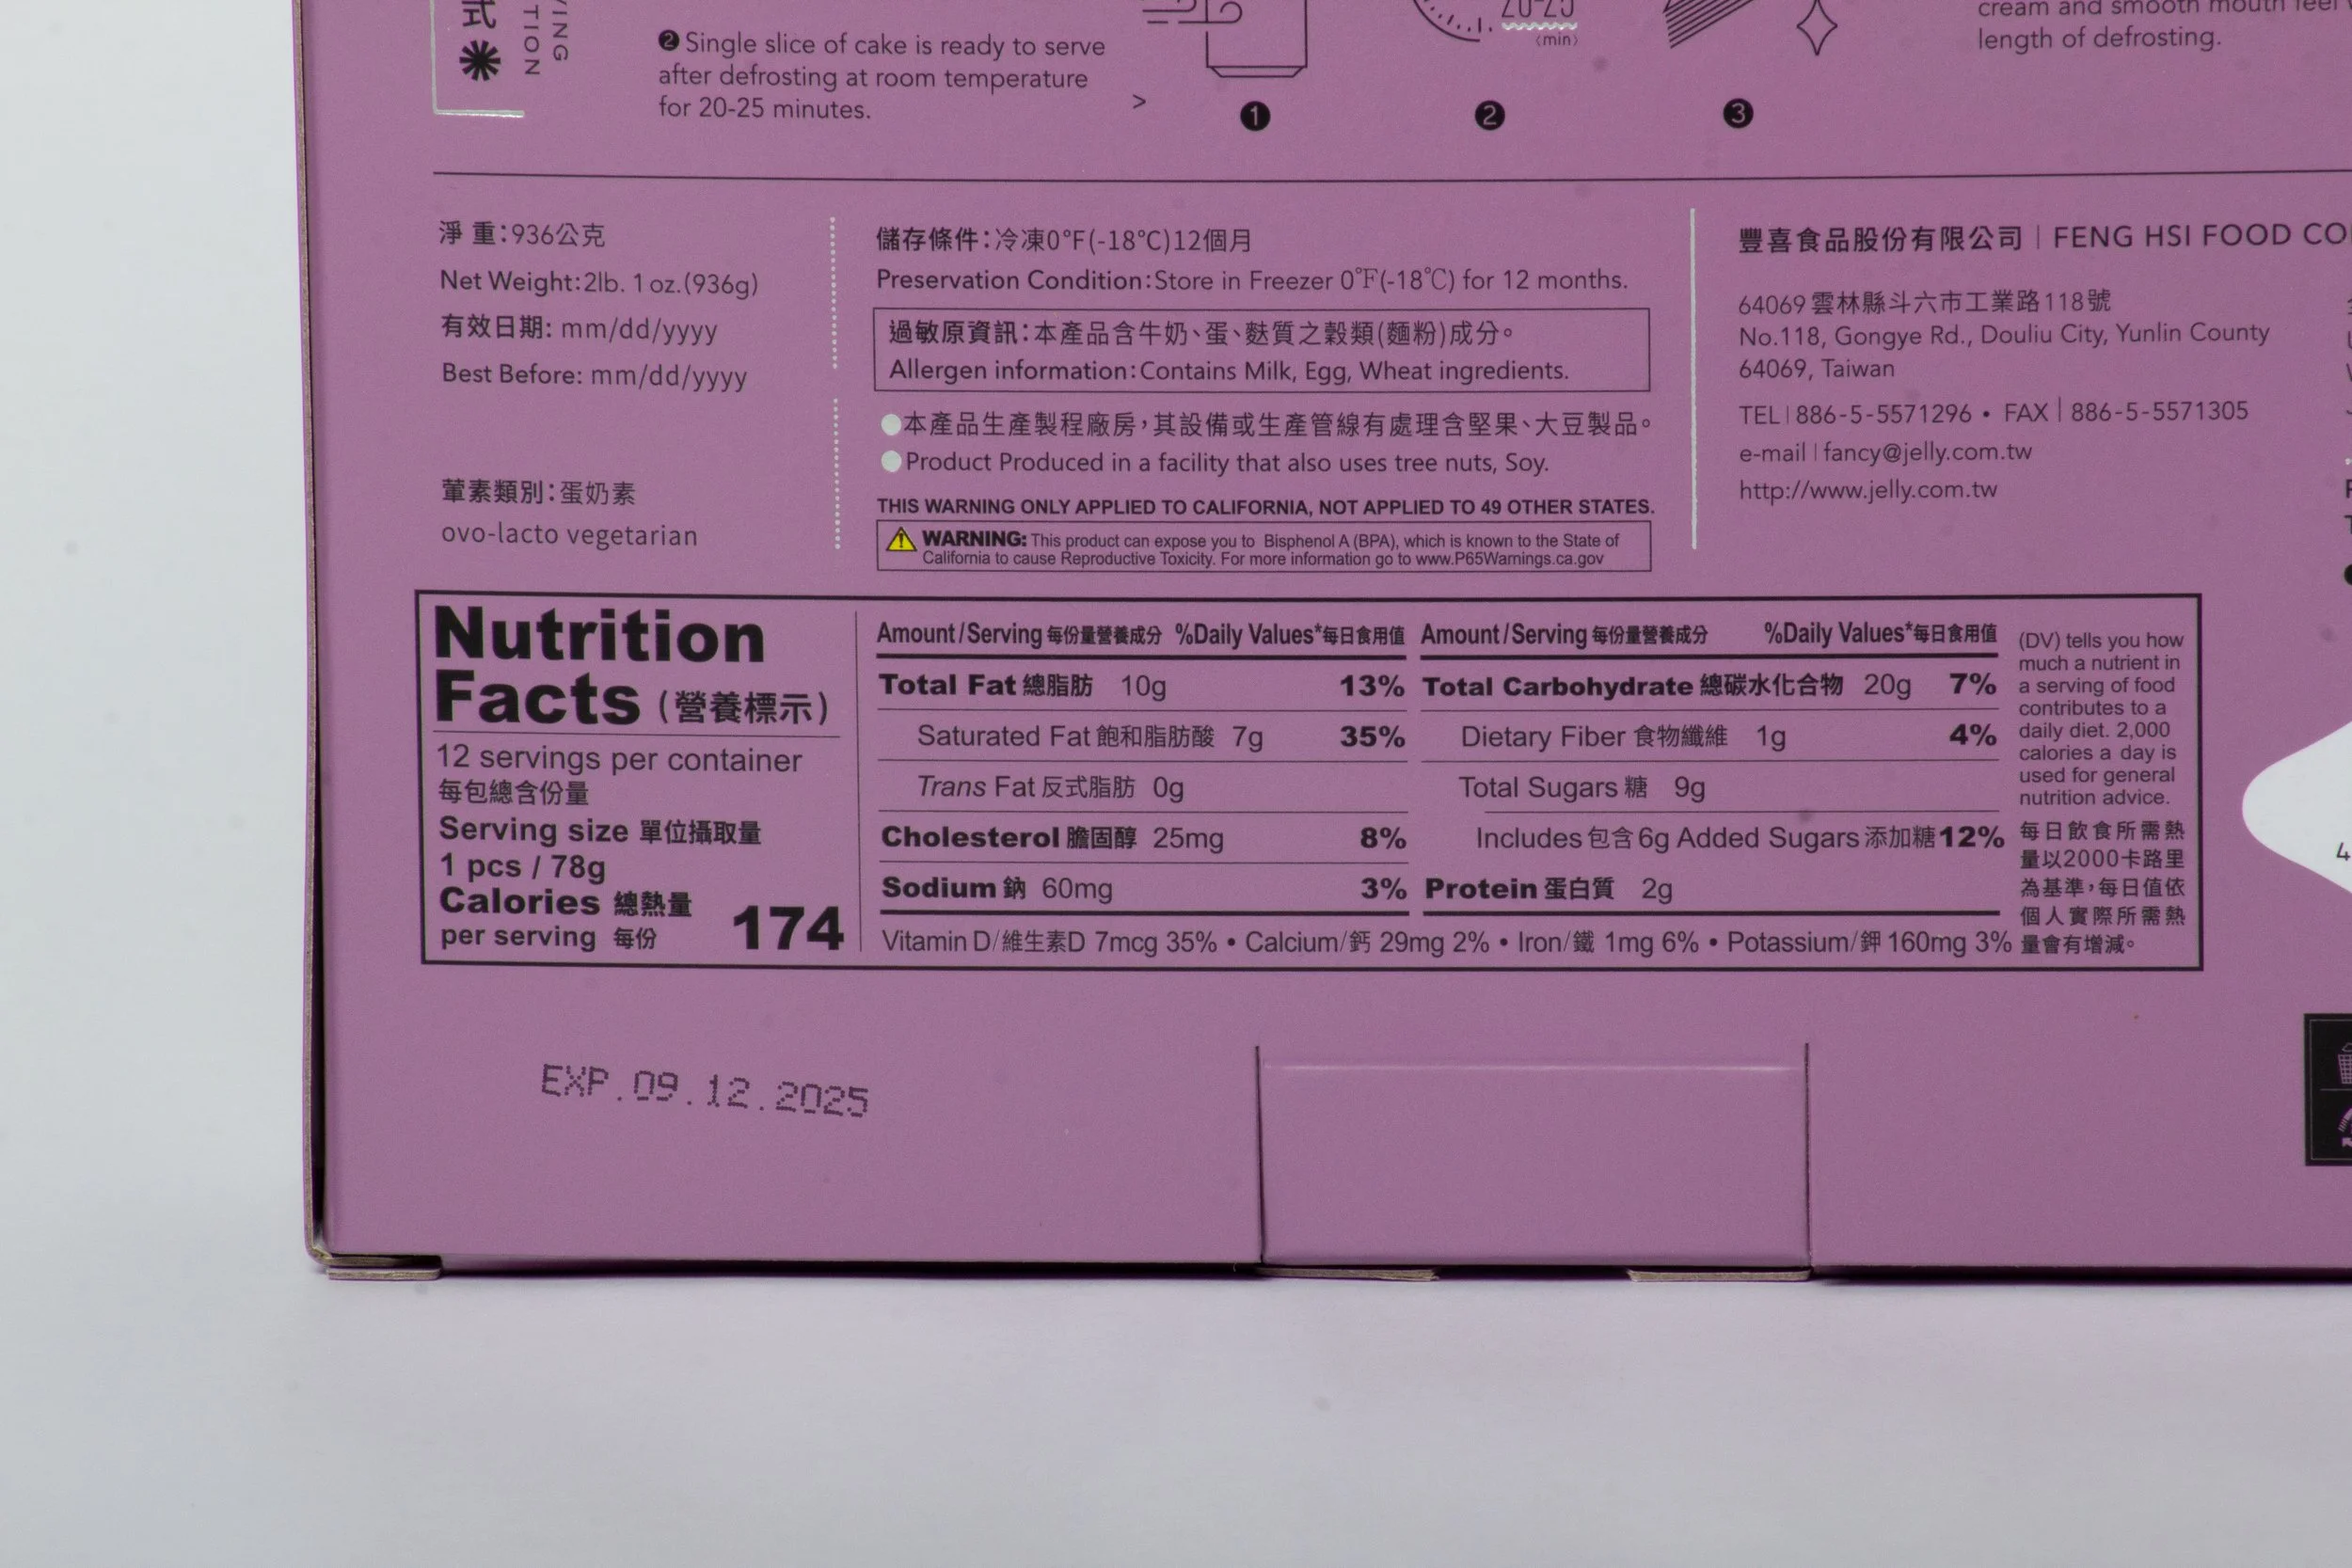 式
TION
❷ Single slice of cake is ready to serve
after defrosting at room temperature
for 20-25 minutes.
>
20-25
(min)
❶
❷
❸
length of defrosting.
淨 重：936公克
Net Weight:2lb. 1 oz.(936g)
有效日期: mm/dd/yyyy
Best Before: mm/dd/yyyy
葷素類別：蛋奶素
ovo-lacto vegetarian
儲存條件：冷凍0°F(-18°C)12個月
Preservation Condition:Store in Freezer 0℉(-18℃) for 12 months.
過敏原資訊：本產品含牛奶、蛋、麩質之穀類(麵粉)成分。
Allergen information:Contains Milk, Egg, Wheat ingredients.
●本產品生產製程廠房，其設備或生產管線有處理含堅果、大豆製品。
●Product Produced in a facility that also uses tree nuts, Soy.
THIS WARNING ONLY APPLIED TO CALIFORNIA, NOT APPLIED TO 49 OTHER STATES.
WARNING: This product can expose you to Bisphenol A (BPA), which is known to the State of
California to cause Reproductive Toxicity. For more information go to www.P65Warnings.ca.gov
豐喜食品股份有限公司 | FENG HSI FOOD
64069雲林縣斗六市工業路118號
No.118, Gongye Rd., Douliu City, Yunlin County
64069, Taiwan
TEL | 886-5-5571296 • FAX | 886-5-5571305
e-mail | fancy@jelly.com.tw
http://www.jelly.com.tw
Nutrition
Facts (營養標示)
12 servings per container
每包總含份量
Serving size 單位攝取量
1 pcs / 78g
Calories 總熱量
per serving 每份 174
Amount/Serving 每份量營養成分 %Daily Values*每日食用值
Total Fat 總脂肪 10g 13%
Saturated Fat 飽和脂肪酸 7g 35%
Trans Fat 反式脂肪 0g
Cholesterol 膽固醇 25mg 8%
Sodium 鈉 60mg 3%
Amount/Serving 每份量營養成分 %Daily Values*每日食用值
Total Carbohydrate 總碳水化合物 20g 7%
Dietary Fiber 食物纖維 1g 4%
Total Sugars 糖 9g
Includes 包含 6g Added Sugars 添加糖 12%
Protein 蛋白質 2g
Vitamin D/維生素D 7mcg 35% • Calcium/鈣 29mg 2% • Iron/鐵 1mg 6% • Potassium/鉀 160mg 3%
(DV) tells you how
much a nutrient in
a serving of food
contributes to a
daily diet. 2,000
calories a day is
used for general
nutrition advice.
每日飲食所需熱
量以2000卡路里
為基準，每日值依
個人實際所需熱
量會有增減。
EXP.09.12.2025